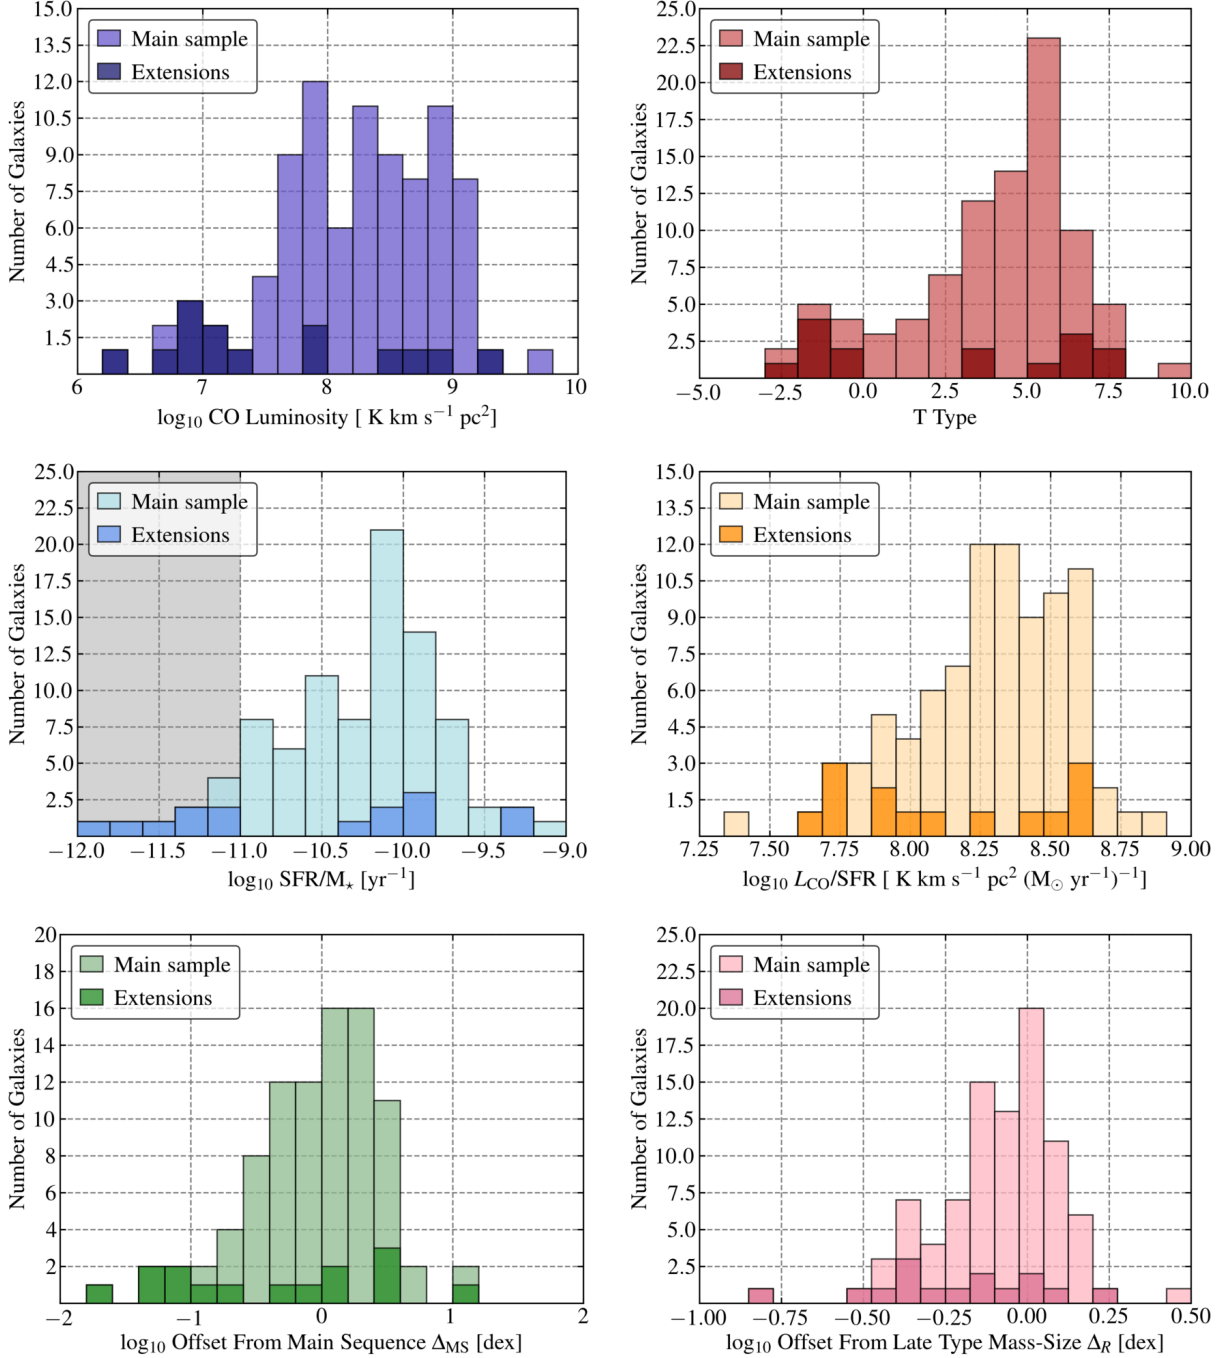 15.0
13.5
12.0
10.5
9.0
7.5
6.0
4.5
3.0
1.5
Number of Galaxies
Main sample
Extensions
6 7 8 9 10
log₁₀ CO Luminosity [ K km s⁻¹ pc²]
25.0
22.5
20.0
17.5
15.0
12.5
10.0
7.5
5.0
2.5
Number of Galaxies
Main sample
Extensions
−5.0 −2.5 0.0 2.5 5.0 7.5 10.0
T Type
25.0
22.5
20.0
17.5
15.0
12.5
10.0
7.5
5.0
2.5
Number of Galaxies
Main sample
Extensions
−12.0 −11.5 −11.0 −10.5 −10.0 −9.5 −9.0
log₁₀ SFR/M⋆ [yr⁻¹]
15.0
13.5
12.0
10.5
9.0
7.5
6.0
4.5
3.0
1.5
Number of Galaxies
Main sample
Extensions
7.25 7.50 7.75 8.00 8.25 8.50 8.75 9.00
log₁₀ L_CO/SFR [ K km s⁻¹ pc² (M⊙ yr⁻¹)⁻¹]
20
18
16
14
12
10
8
6
4
2
Number of Galaxies
Main sample
Extensions
−2 −1 0 1 2
log₁₀ Offset From Main Sequence Δ_MS [dex]
25.0
22.5
20.0
17.5
15.0
12.5
10.0
7.5
5.0
2.5
Number of Galaxies
Main sample
Extensions
−1.00 −0.75 −0.50 −0.25 0.00 0.25 0.50
log₁₀ Offset From Late Type Mass-Size Δ_R [dex]